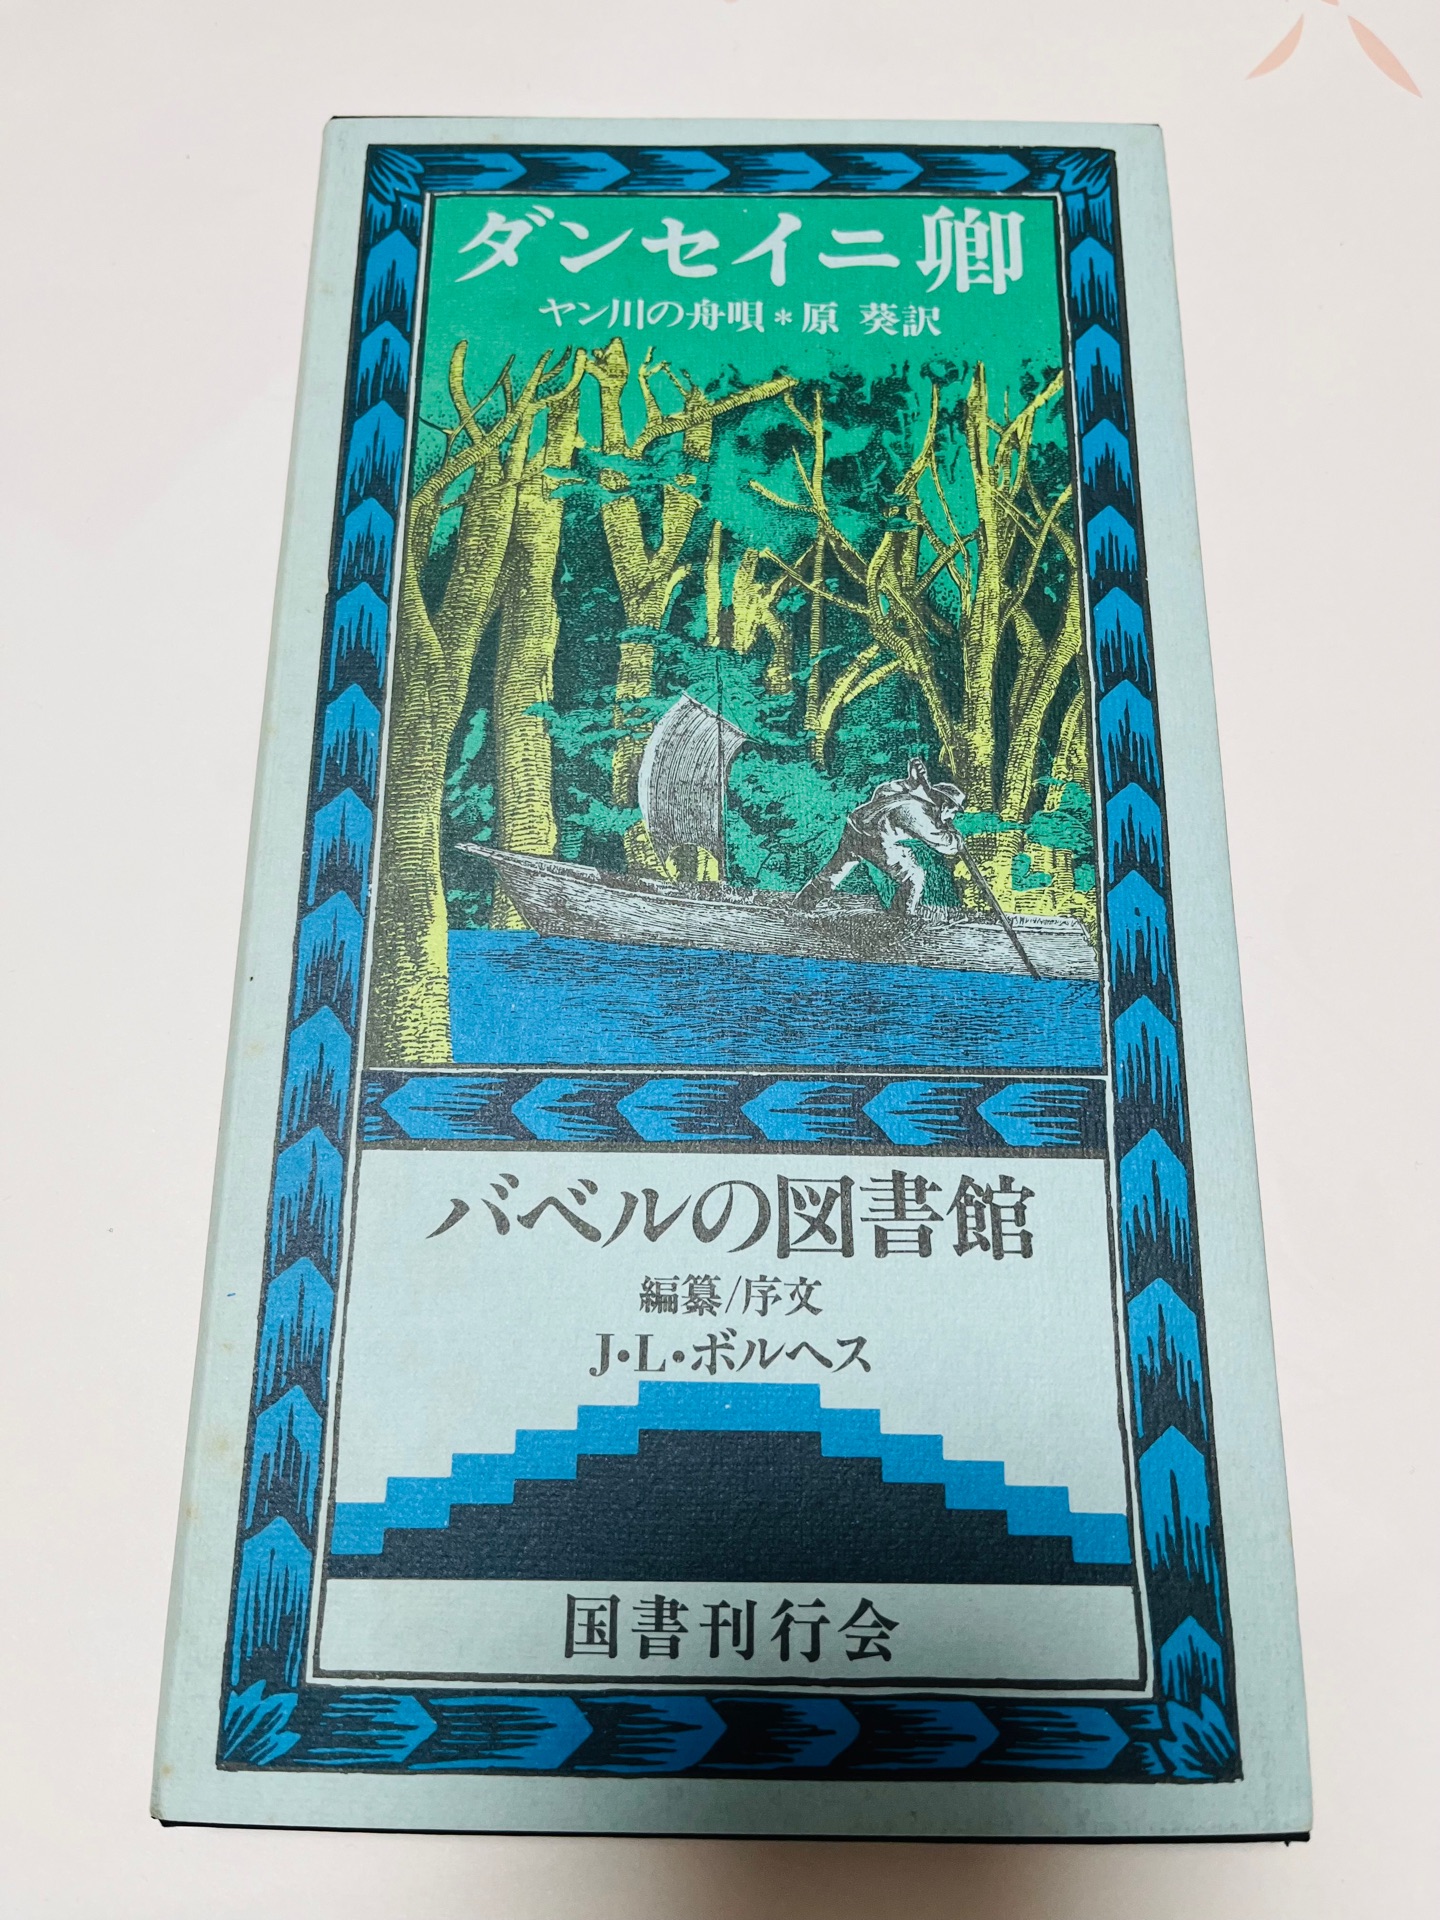 ダンセイニ卿
ヤン川の舟唄*原 葵訳
バベルの図書館
編纂/序文
J・L・ボルヘス
国書刊行会